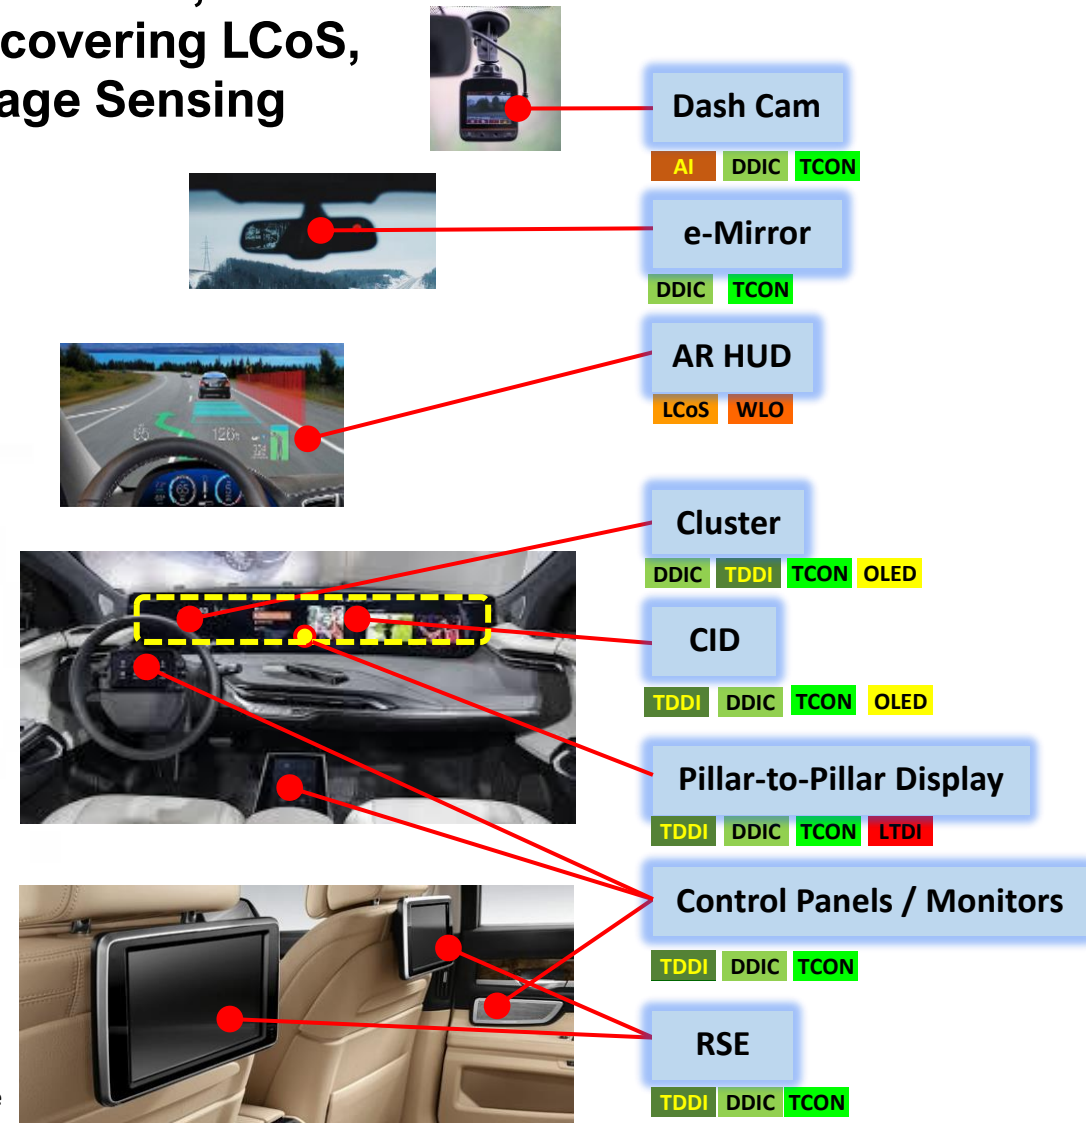 covering LCoS,
age Sensing
Dash Cam
AI DDIC TCON
e-Mirror
DDIC TCON
AR HUD
LCoS WLO
Cluster
DDIC TDDI TCON OLED
CID
TDDI DDIC TCON OLED
Pillar-to-Pillar Display
TDDI DDIC TCON LTDI
Control Panels / Monitors
TDDI DDIC TCON
RSE
TDDI DDIC TCON